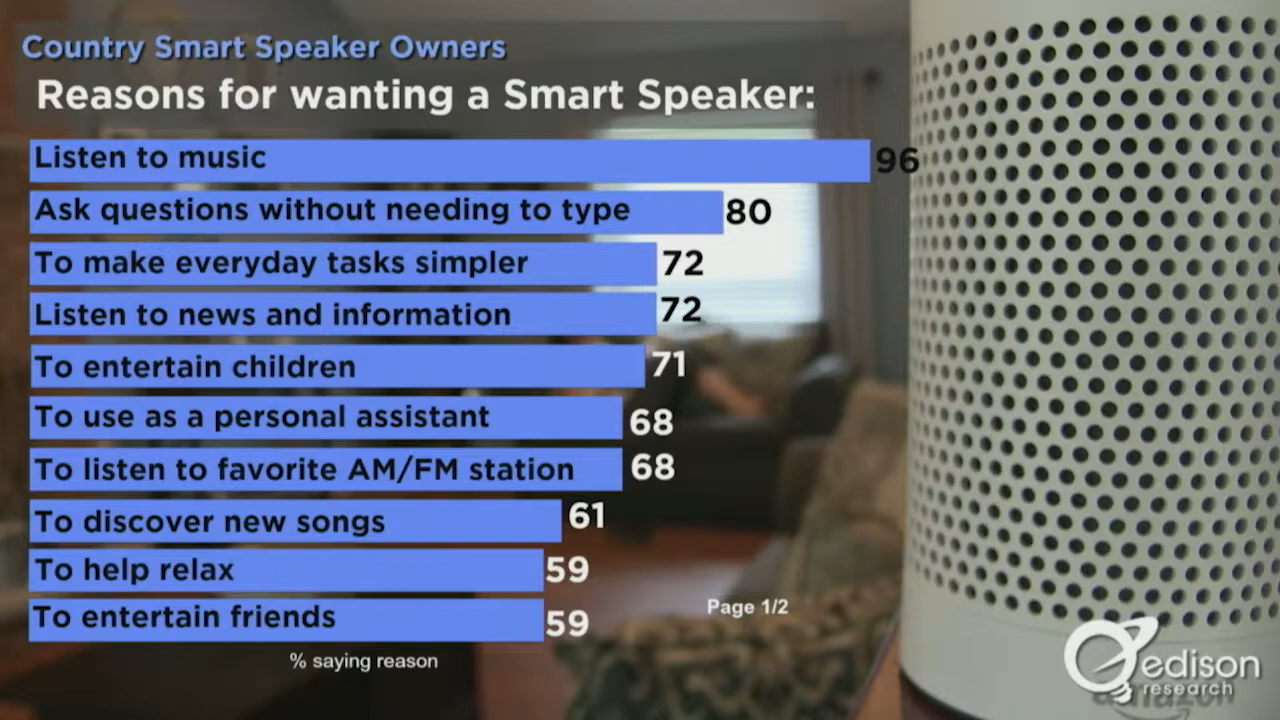 Country Smart Speaker Owners
Reasons for wanting a Smart Speaker:
Listen to music 96
Ask questions without needing to type 80
To make everyday tasks simpler 72
Listen to news and information 72
To entertain children 71
To use as a personal assistant 68
To listen to favorite AM/FM station 68
To discover new songs 61
To help relax 59
To entertain friends 59
Page 1/2
% saying reason
edison
research
amazon